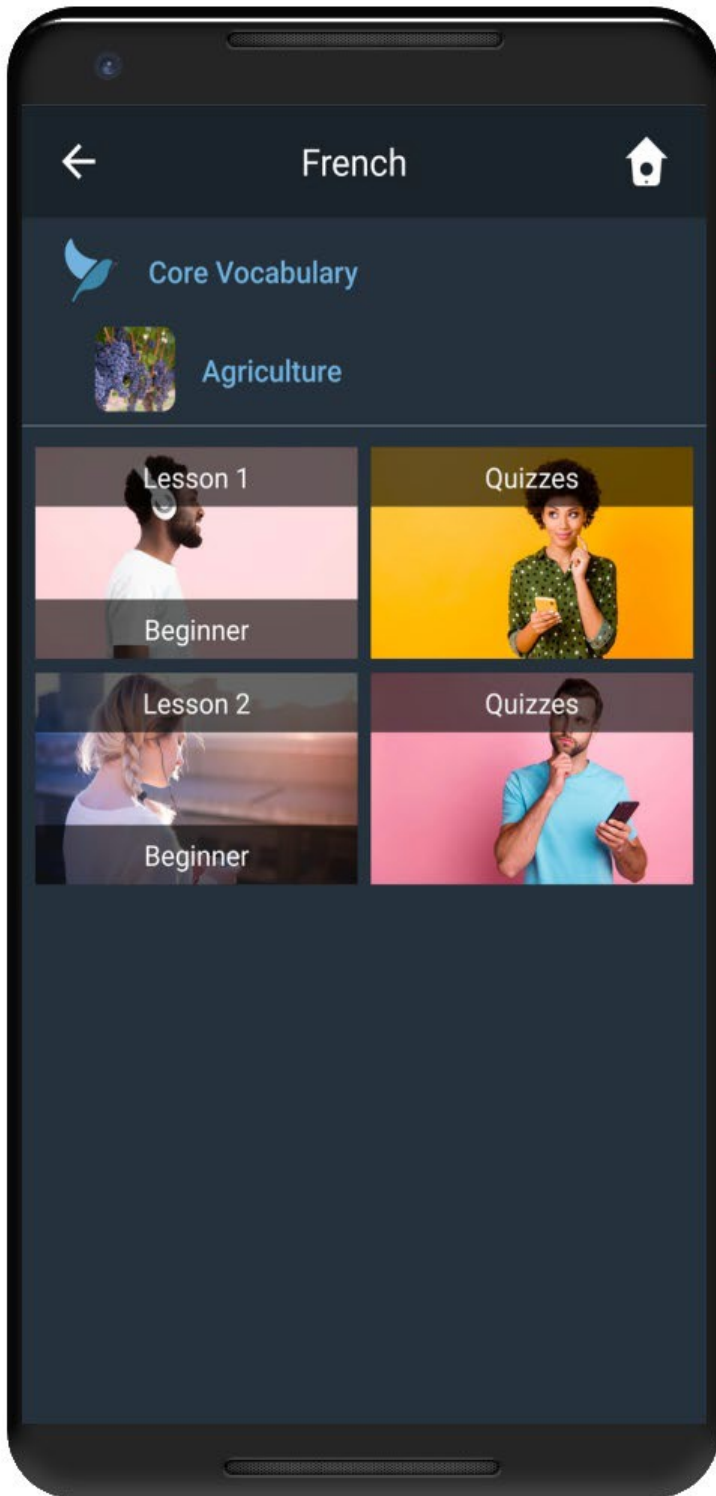 French
Core Vocabulary
Agriculture
Lesson 1
Beginner
Quizzes
Lesson 2
Beginner
Quizzes